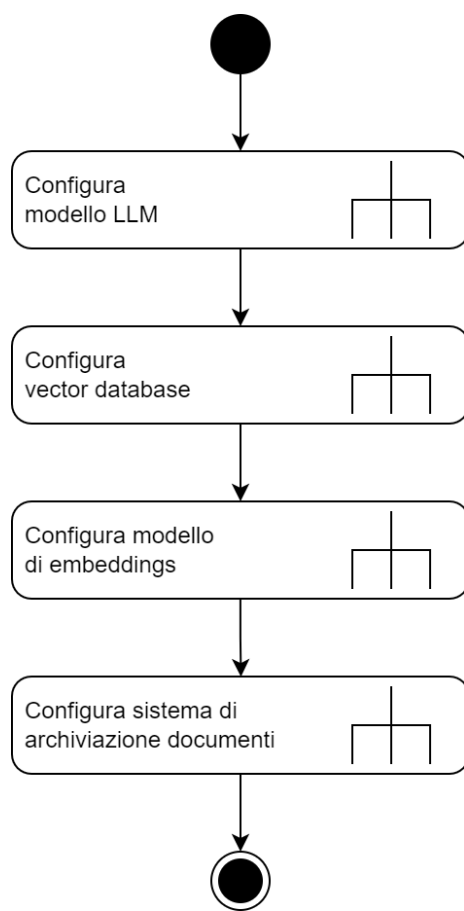 Configura
modello LLM
Configura
vector database
Configura modello
di embeddings
Configura sistema di
archiviazione documenti